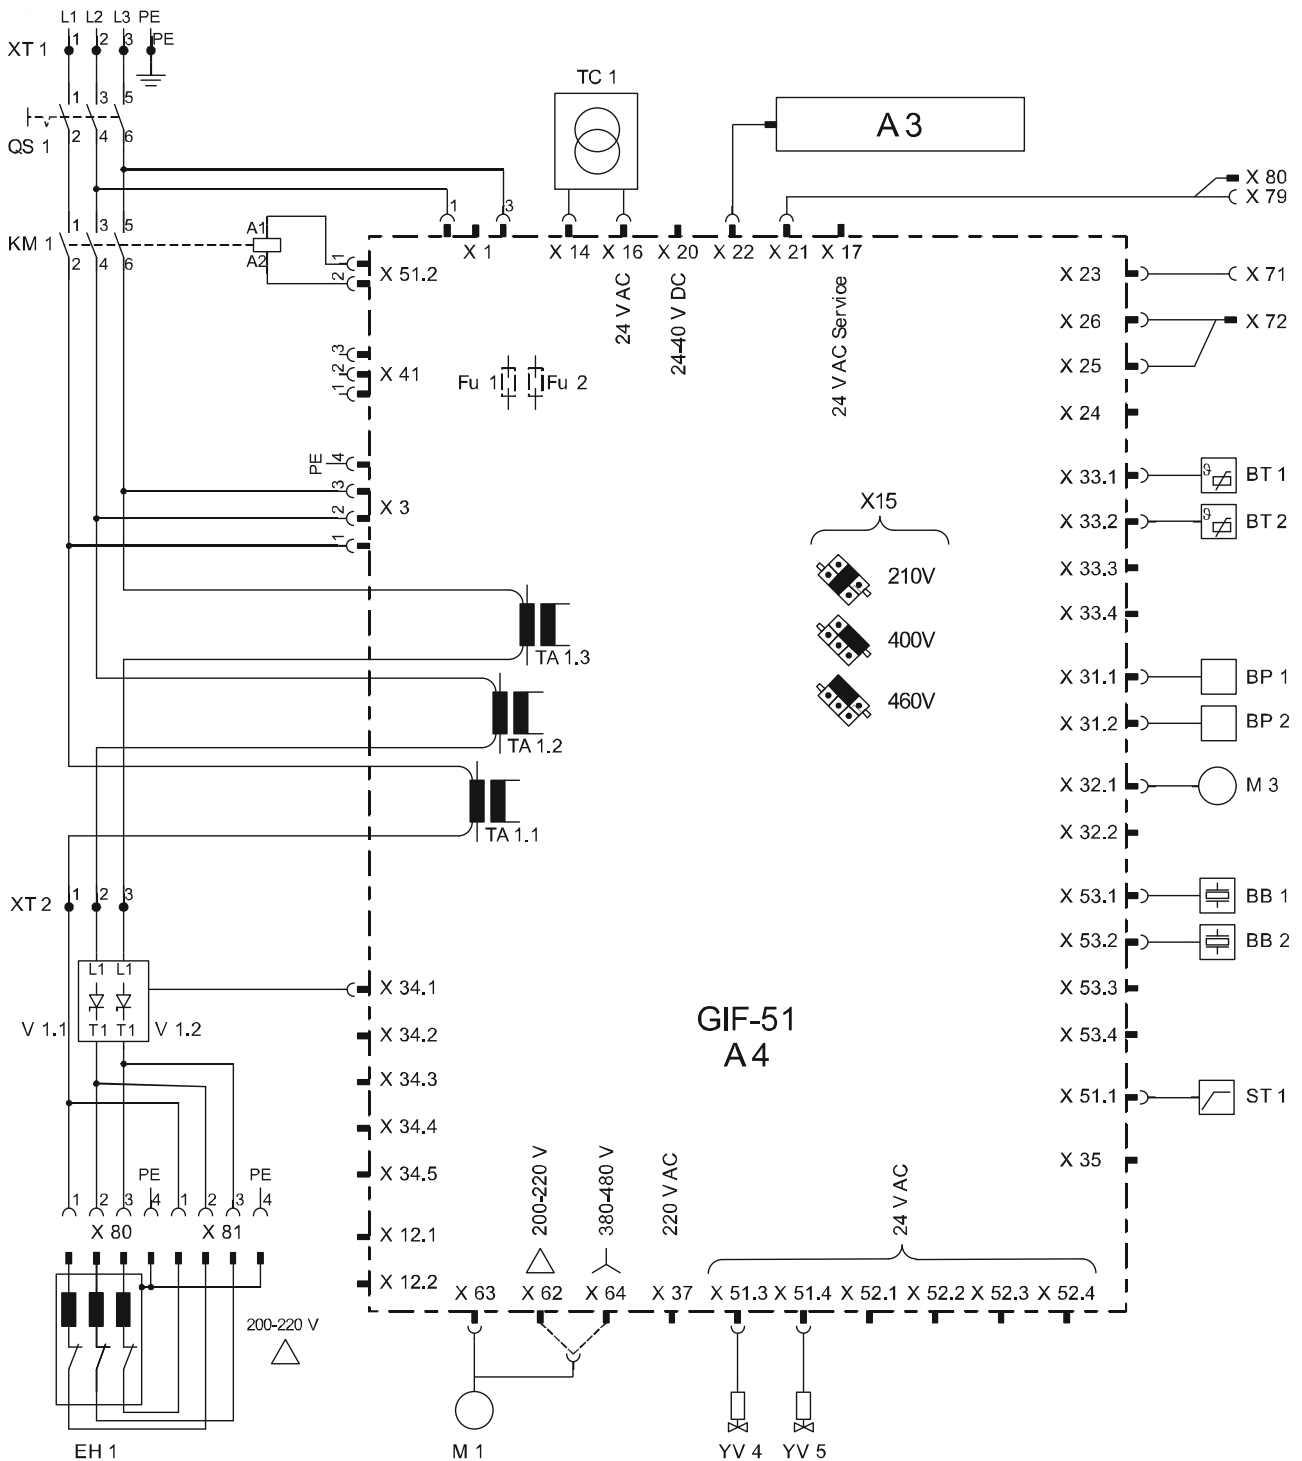 L1 L2 L3 PE
XT 1 1 2 3 PE
TC 1
A 3
1 3 5
QS 1 2 4 6
X 80
X 79
1 3
1 3 5 A1
KM 1 A2
2 4 6
1
2
X 51.2
X 1 X 14 X 16 X 20 X 22 X 21 X 17
24 V AC
24-40 V DC
24 V AC Service
X 23 X 71
X 26 X 72
X 25
X 24
3
2
1
X 41
Fu 1 Fu 2
PE 4
3
2
1
X 3
X15
210V
400V
460V
X 33.1 BT 1
X 33.2 BT 2
X 33.3
X 33.4
TA 1.3
TA 1.2
TA 1.1
X 31.1 BP 1
X 31.2 BP 2
X 32.1 M 3
X 32.2
XT 2 1 2 3
X 53.1 BB 1
X 53.2 BB 2
X 53.3
X 53.4
L1 L1
V 1.1 T1 T1 V 1.2
X 34.1
X 34.2
X 34.3
X 34.4
X 34.5
GIF-51
A 4
X 51.1 ST 1
X 35
PE PE
1 2 3 4 1 2 3 4
X 80 X 81
X 12.1
X 12.2
200-220 V
380-480 V
220 V AC
24 V AC
X 63 X 62 X 64 X 37 X 51.3 X 51.4 X 52.1 X 52.2 X 52.3 X 52.4
200-220 V
EH 1 M 1 YV 4 YV 5